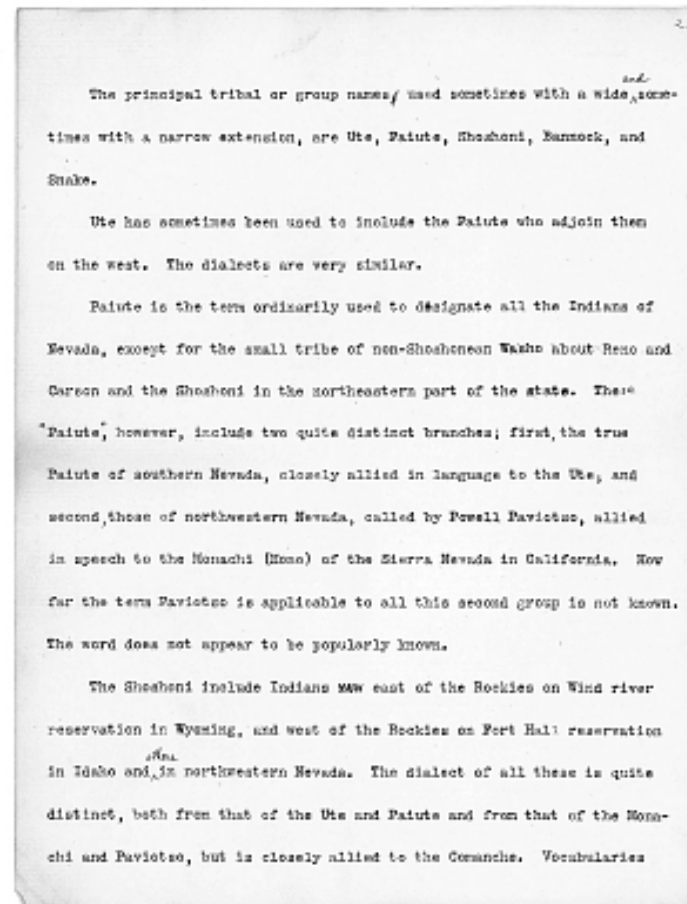 2.
The principal tribal or group names, used sometimes with a wide and some-
times with a narrow extension, are Ute, Paiute, Shoshoni, Bannock, and
Snake.
Ute has sometimes been used to include the Paiute who adjoin them
on the west. The dialects are very similar.
Paiute is the term ordinarily used to designate all the Indians of
Nevada, except for the small tribe of non-Shoshonean Washo about Reno and
Carson and the Shoshoni in the northeastern part of the state. These
"Paiute", however, include two quite distinct branches; first, the true
Paiute of southern Nevada, closely allied in language to the Ute, and
second, those of northwestern Nevada, called by Powell Paviotso, allied
in speech to the Monachi (Mono) of the Sierra Nevada in California. How
far the term Paviotso is applicable to all this second group is not known.
The word does not appear to be popularly known.
The Shoshoni include Indians east of the Rockies on Wind river
reservation in Wyoming, and west of the Rockies on Fort Hall reservation
in Idaho and in northwestern Nevada. The dialect of all these is quite
distinct, both from that of the Ute and Paiute and from that of the Mona-
chi and Paviotso, but is closely allied to the Comanche. Vocabularies